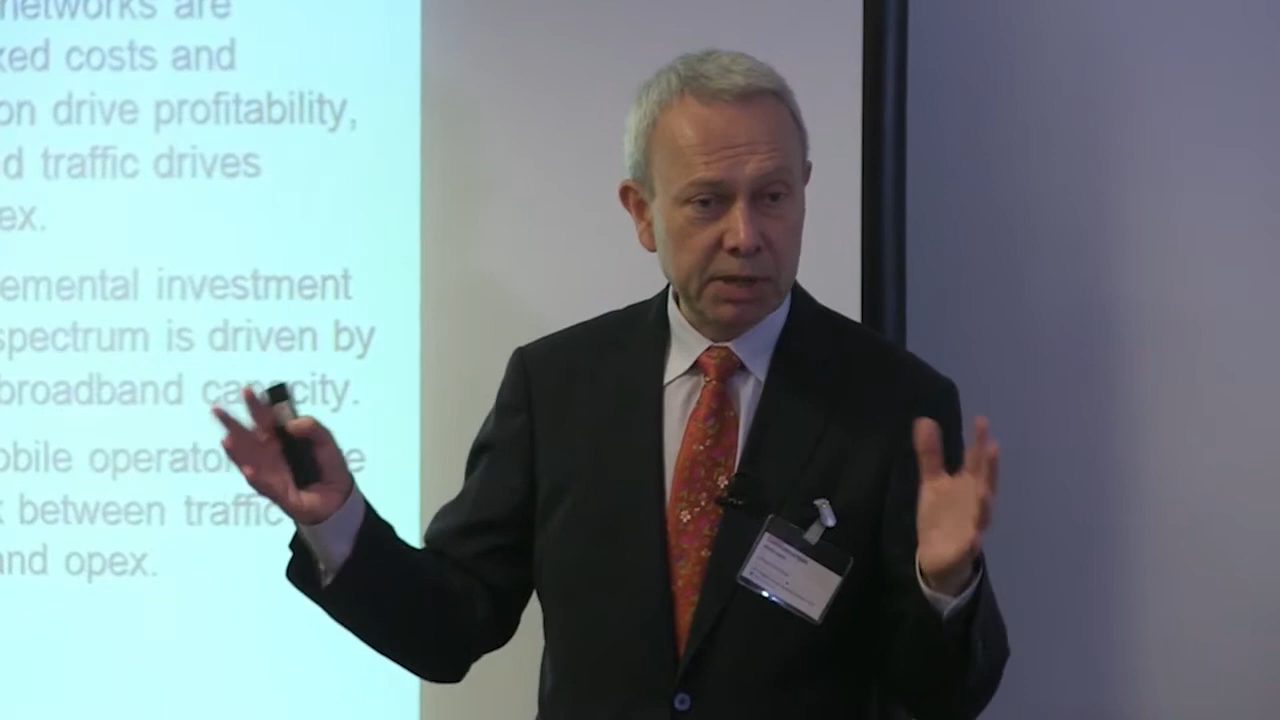 networks are
xed costs and
on drive profitability,
d traffic drives
ex.
emental investment
spectrum is driven by
broadband capacity.
obile operator
between traffic
and opex.